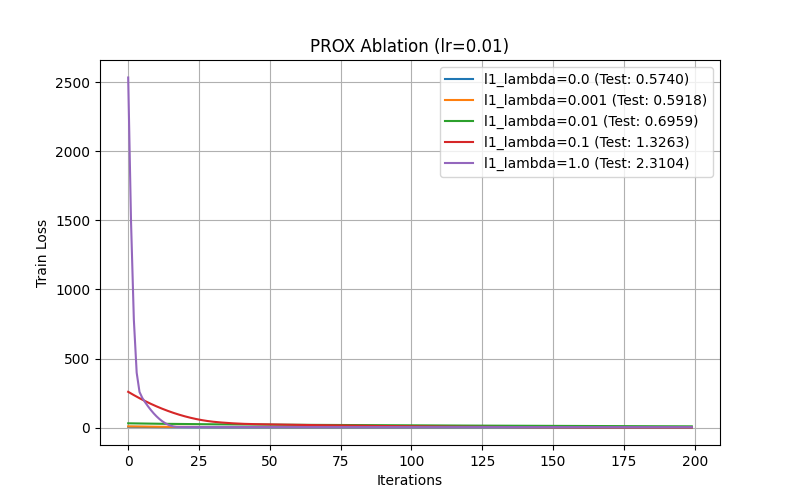 PROX Ablation (lr=0.01)
l1_lambda=0.0 (Test: 0.5740)
l1_lambda=0.001 (Test: 0.5918)
l1_lambda=0.01 (Test: 0.6959)
l1_lambda=0.1 (Test: 1.3263)
l1_lambda=1.0 (Test: 2.3104)
Train Loss
2500
2000
1500
1000
500
0
0 25 50 75 100 125 150 175 200
Iterations